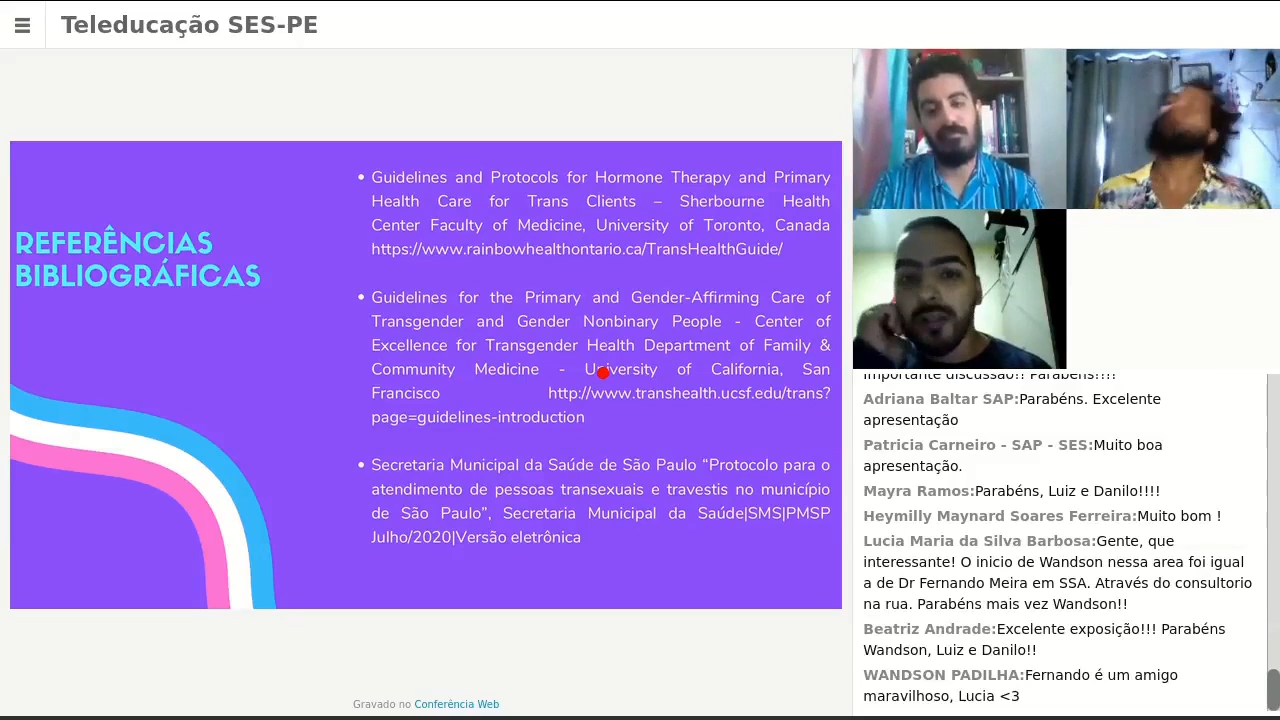 Teleducação SES-PE
REFERÊNCIAS
BIBLIOGRÁFICAS
• Guidelines and Protocols for Hormone Therapy and Primary
Health Care for Trans Clients – Sherbourne Health
Center Faculty of Medicine, University of Toronto, Canada
https://www.rainbowhealthontario.ca/TransHealthGuide/
• Guidelines for the Primary and Gender-Affirming Care of
Transgender and Gender Nonbinary People - Center of
Excellence for Transgender Health Department of Family &
Community Medicine - University of California, San
Francisco http://www.transhealth.ucsf.edu/trans?
page=guidelines-introduction
• Secretaria Municipal da Saúde de São Paulo “Protocolo para o
atendimento de pessoas transexuais e travestis no município
de São Paulo”, Secretaria Municipal da Saúde|SMS|PMSP
Julho/2020|Versão eletrônica
Gravado no Conferência Web
importante discussão!! Parabéns!!!!
Adriana Baltar SAP:Parabéns. Excelente
apresentação
Patricia Carneiro - SAP - SES:Muito boa
apresentação.
Mayra Ramos:Parabéns, Luiz e Danilo!!!!
Heymilly Maynard Soares Ferreira:Muito bom !
Lucia Maria da Silva Barbosa:Gente, que
interessante! O inicio de Wandson nessa area foi igual
a de Dr Fernando Meira em SSA. Através do consultorio
na rua. Parabéns mais vez Wandson!!
Beatriz Andrade:Excelente exposição!!! Parabéns
Wandson, Luiz e Danilo!!
WANDSON PADILHA:Fernando é um amigo
maravilhoso, Lucia <3